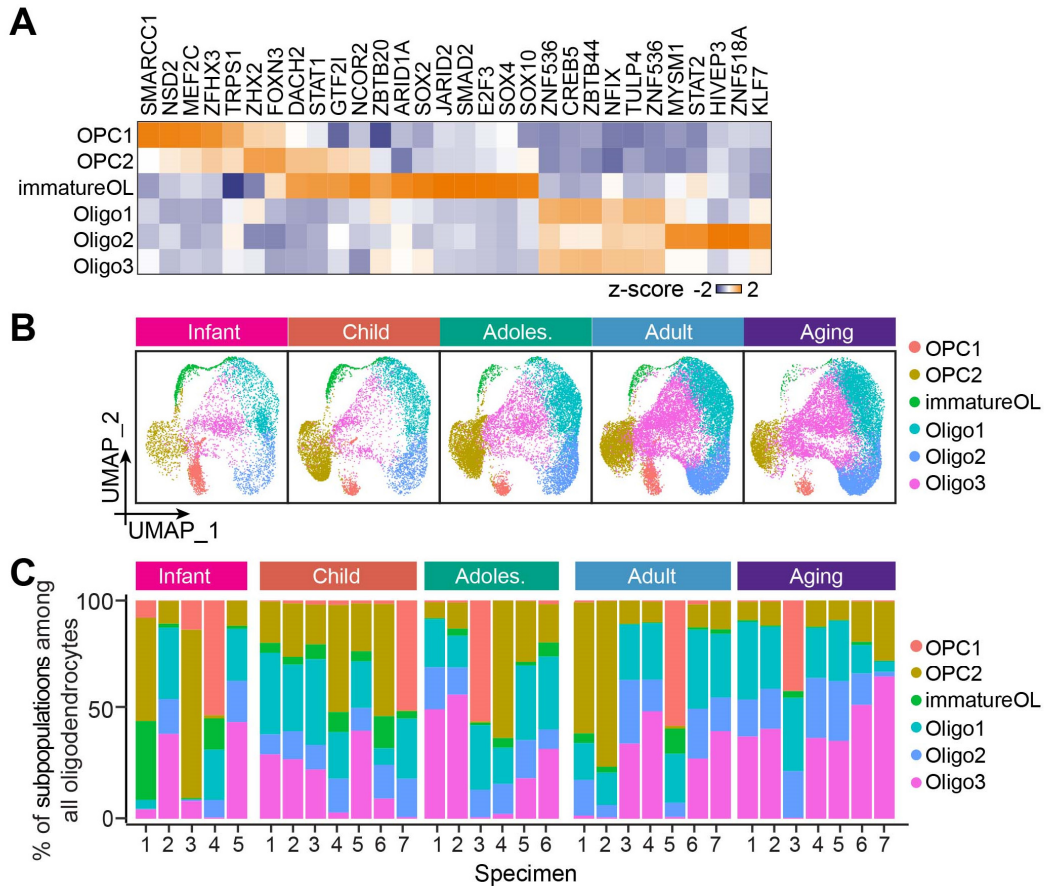 A
SMARCC1
NSD2
MEF2C
ZFHX3
TRPS1
ZHX2
FOXN3
DACH2
STAT1
GTF2I
NCOR2
ZBTB20
ARID1A
SOX2
JARID2
SMAD2
E2F3
SOX4
SOX10
ZNF536
CREB5
ZBTB44
NFIX
TULP4
ZNF536
MYSM1
STAT2
HIVEP3
ZNF518A
KLF7
OPC1
OPC2
immatureOL
Oligo1
Oligo2
Oligo3
z-score -2 2
B
Infant Child Adoles. Adult Aging
OPC1
OPC2
immatureOL
Oligo1
Oligo2
Oligo3
UMAP_2
UMAP_1
C
Infant Child Adoles. Adult Aging
% of subpopulatioons among
all oligodendrocytes
100
50
0
OPC1
OPC2
immatureOL
Oligo1
Oligo2
Oligo3
1 2 3 4 5 1 2 3 4 5 6 7 1 2 3 4 5 6 1 2 3 4 5 6 7 1 2 3 4 5 6 7
Specimen